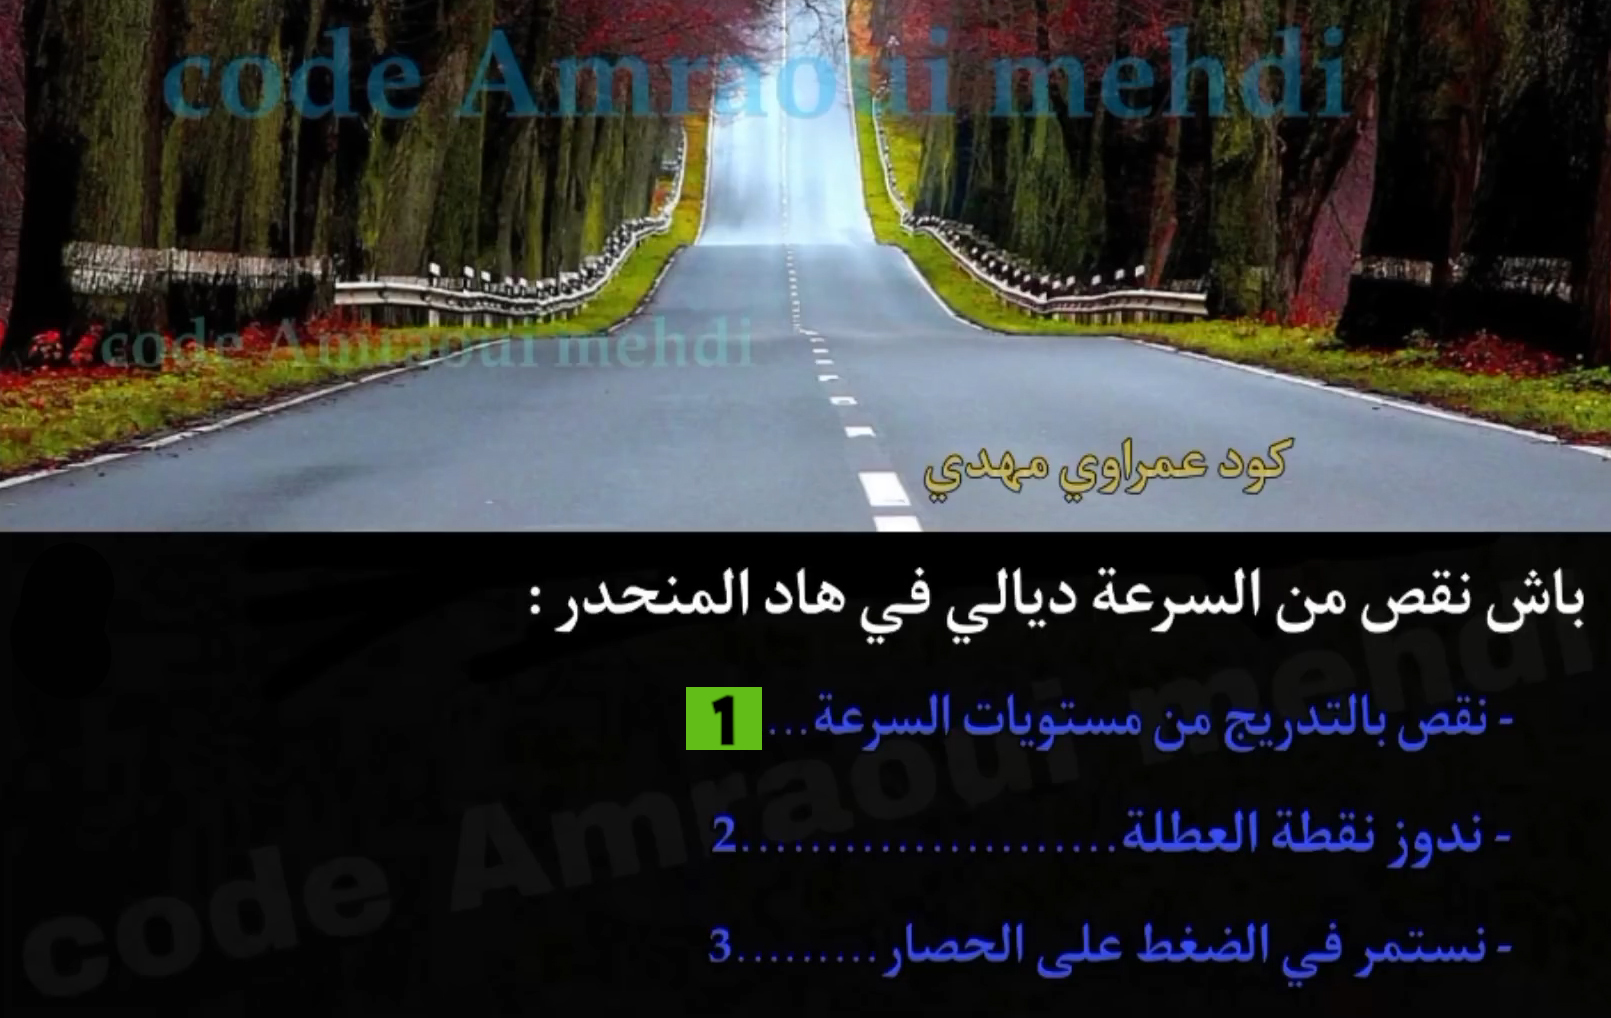 code Amraoui mehdi
code Amraoui mehdi
كود عمراوي مهدي
باش نقص من السرعة ديالي في هاد المنحدر :
- نقص بالتدريج من مستويات السرعة...1
- ندوز نقطة العطلة......................2
- نستمر في الضغط على الحصار.........3
code Amraoui mehdi